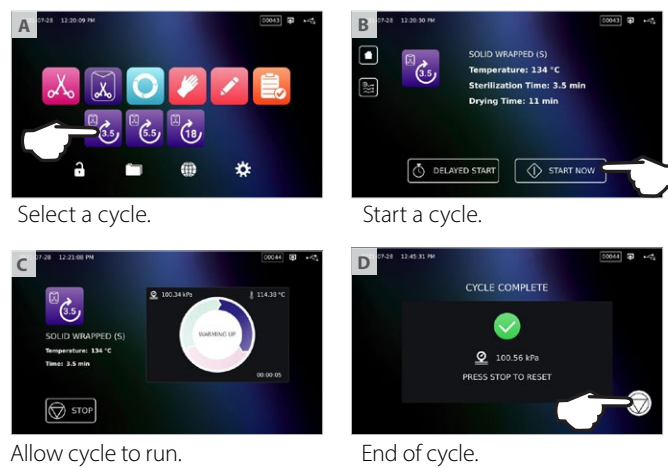 A
-07-28 12:20:09 PM 00043
3.5 5.5 18
Select a cycle.
B
-07-28 12:20:30 PM 00043
3.5
SOLID WRAPPED (S)
Temperature: 134 °C
Sterilization Time: 3.5 min
Drying Time: 11 min
DELAYED START START NOW
Start a cycle.
C
07-28 12:21:08 PM 00044
3.5
SOLID WRAPPED (S)
Temperature: 134 °C
Time: 3.5 min
100.34 kPa 114.38 °C
WARMING UP
00:00:05
STOP
Allow cycle to run.
D
07-28 12:45:31 PM 00044
CYCLE COMPLETE
100.56 kPa
PRESS STOP TO RESET
End of cycle.